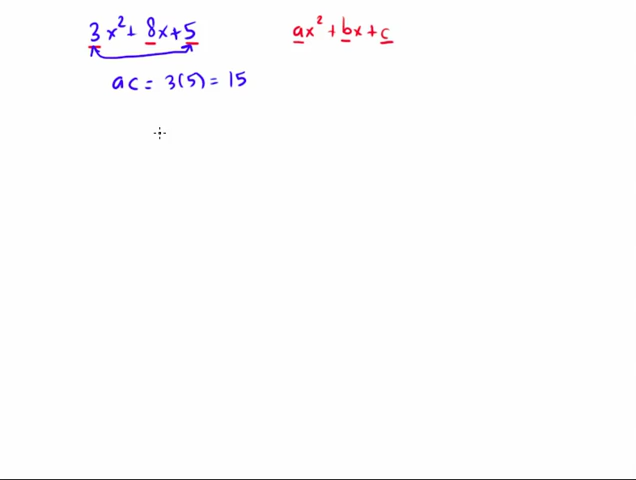 3x² + 8x + 5 ax² + bx + c
ac = 3(5) = 15